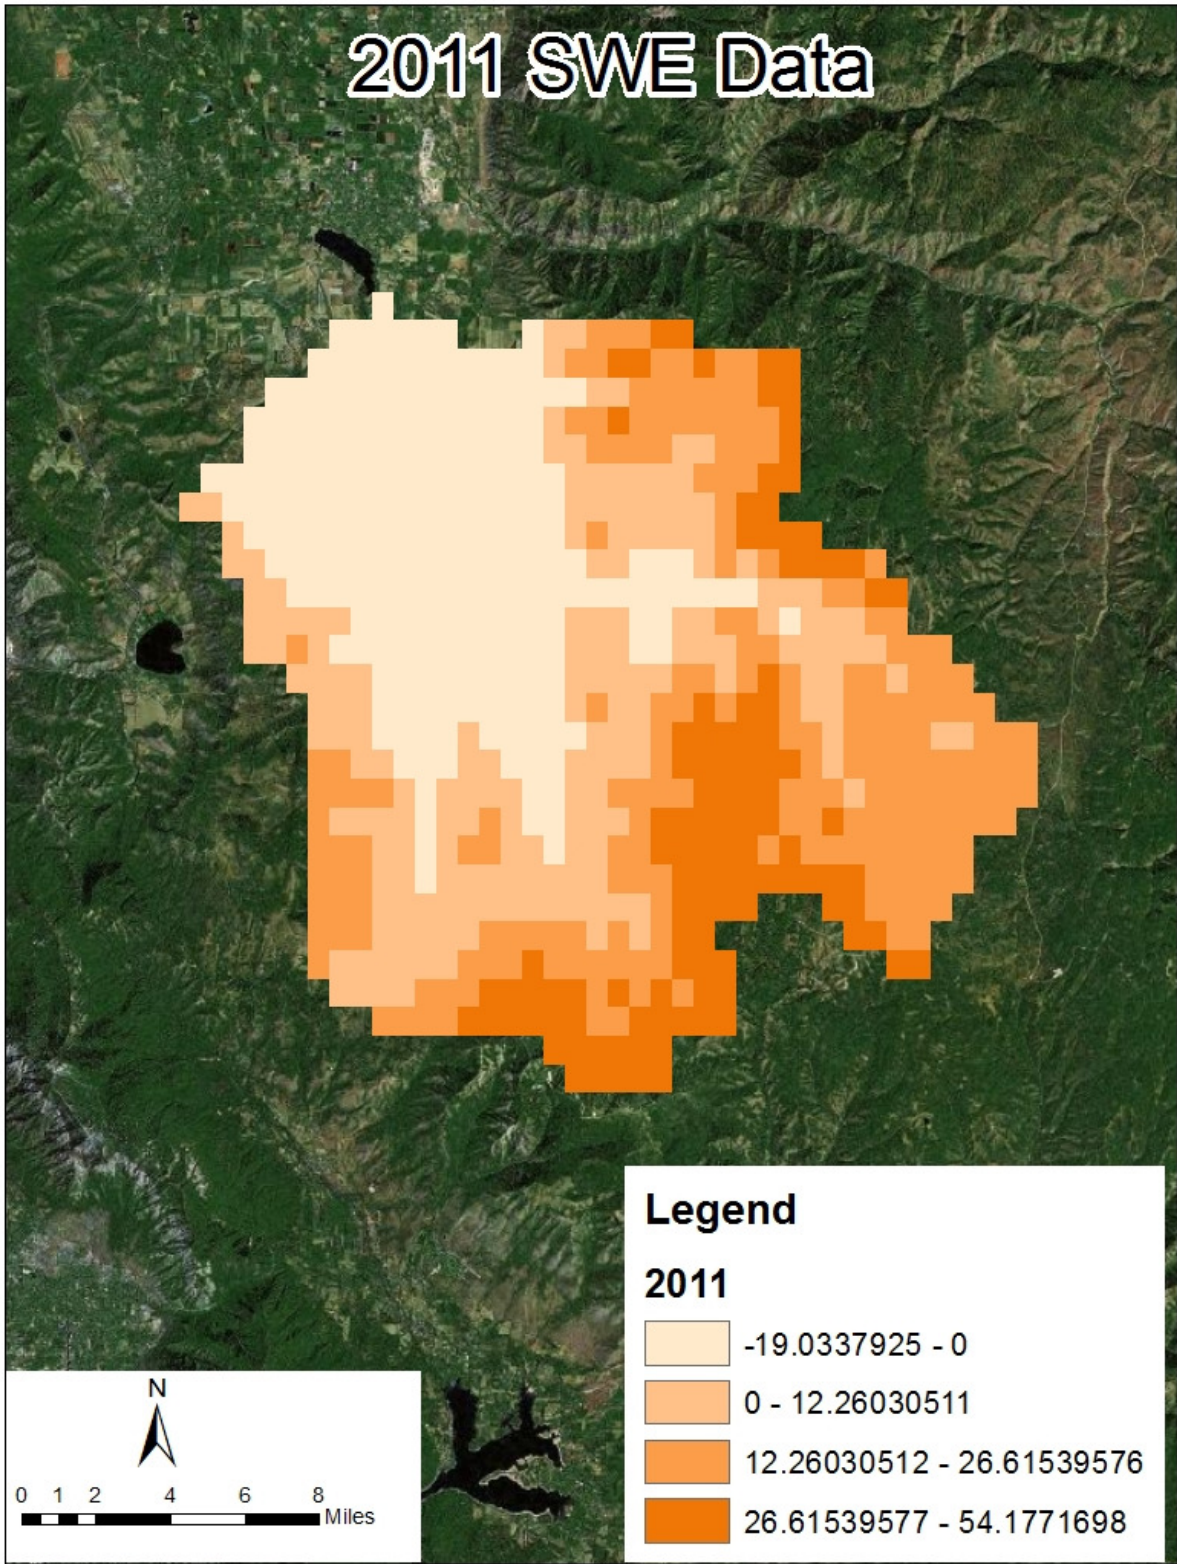 2011 SWE Data
Legend
2011
-19.0337925 - 0
0 - 12.26030511
12.26030512 - 26.61539576
26.61539577 - 54.1771698
N
0 1 2 4 6 8
Miles